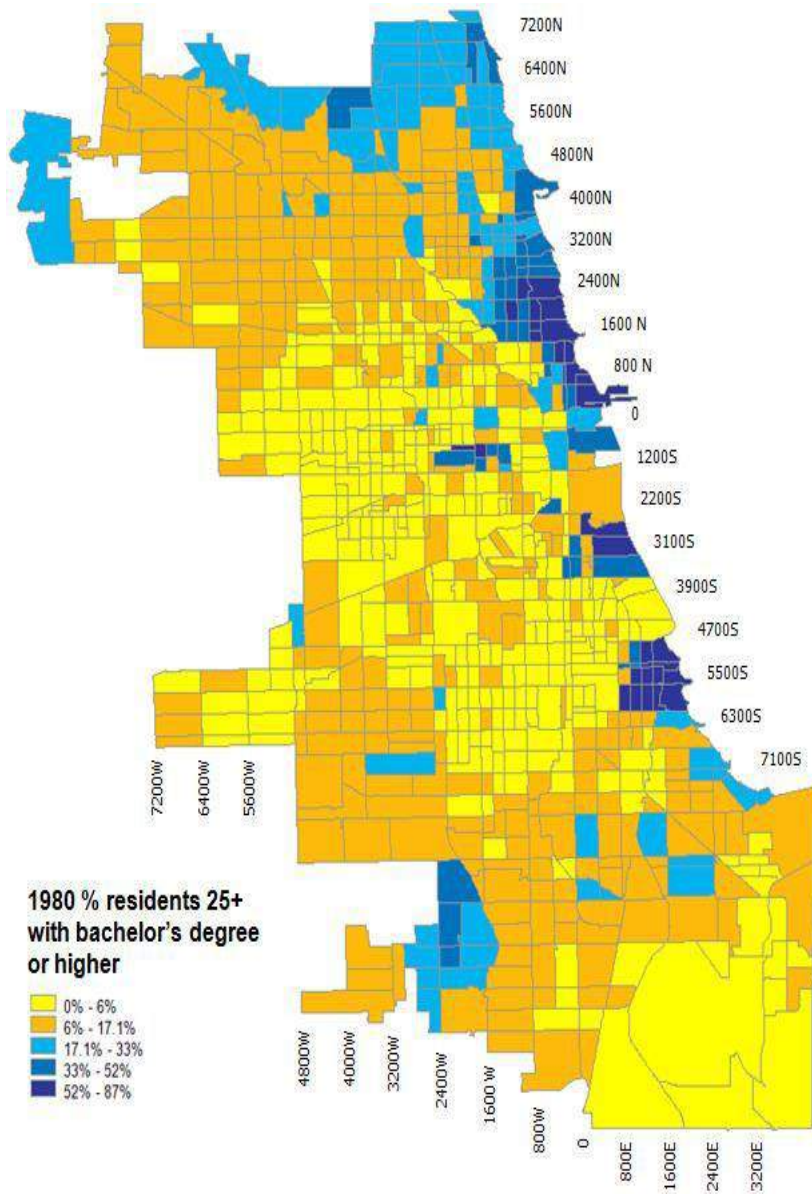 7200N
6400N
5600N
4800N
4000N
3200N
2400N
1600 N
800 N
0
1200S
2200S
3100S
3900S
4700S
5500S
6300S
7100S
7200W
6400W
5600W
1980 % residents 25+
with bachelor's degree
or higher
0% - 6%
6% - 17.1%
17.1% - 33%
33% - 52%
52% - 87%
4800W
4000W
3200W
2400W
1600 W
800W
0
800E
1600E
2400E
3200E